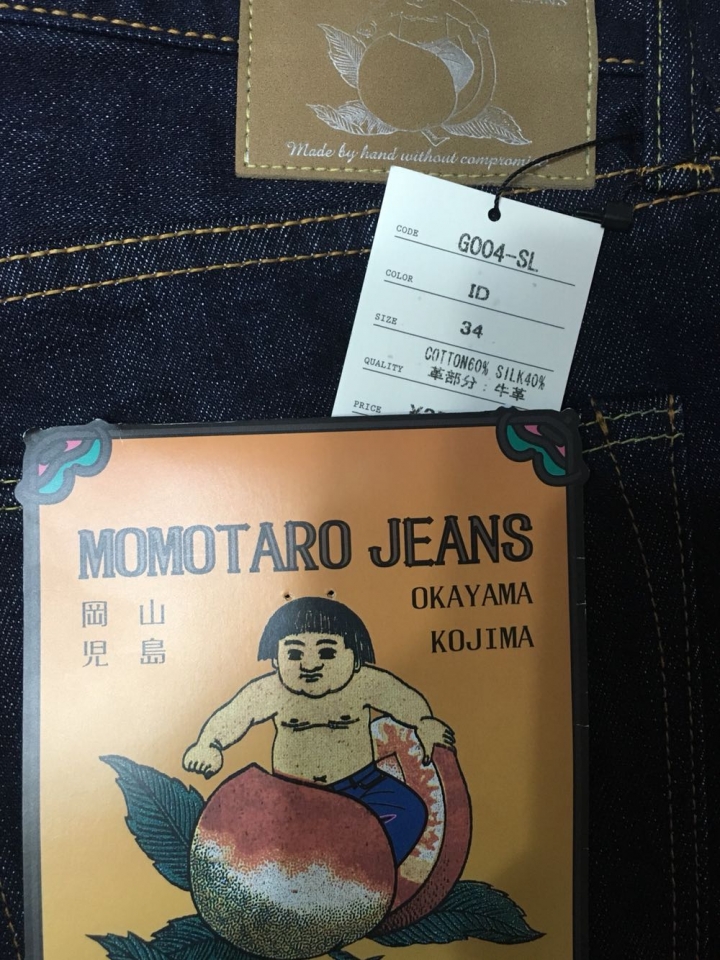 Made by hand without
CODE G004-SL
COLOR ID
SIZE 34
QUALITY COTTON60% SILK40%
革部分：牛革
PRICE
MOMOTARO JEANS
岡山 OKAYAMA
児島 KOJIMA